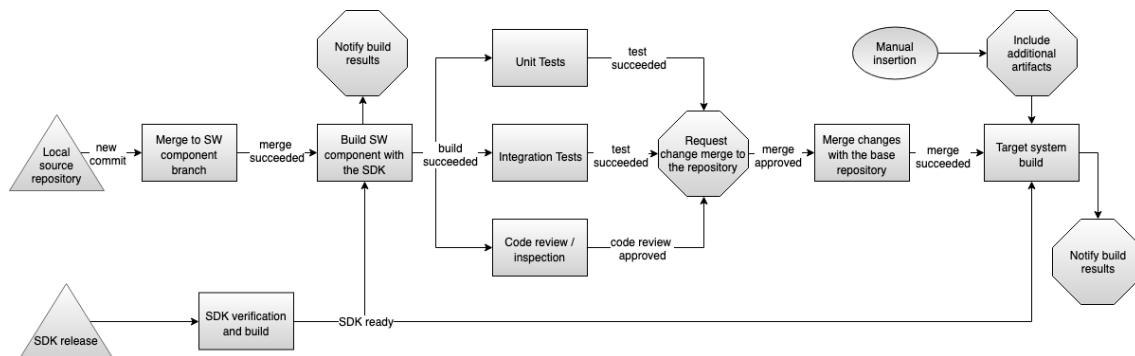 Notify build
results
Unit Tests
test
succeeded
Manual
insertion
Include
additional
artifacts
Local
source
repository
new
commit
Merge to SW
component
branch
merge
succeeded
Build SW
component with
the SDK
build
succeeded
Integration Tests
test
succeeded
Request
change merge to
the repository
merge
approved
Merge changes
with the base
repository
merge
succeeded
Target system
build
Code review /
inspection
code review
approved
Notify build
results
SDK release
SDK verification
and build
SDK ready